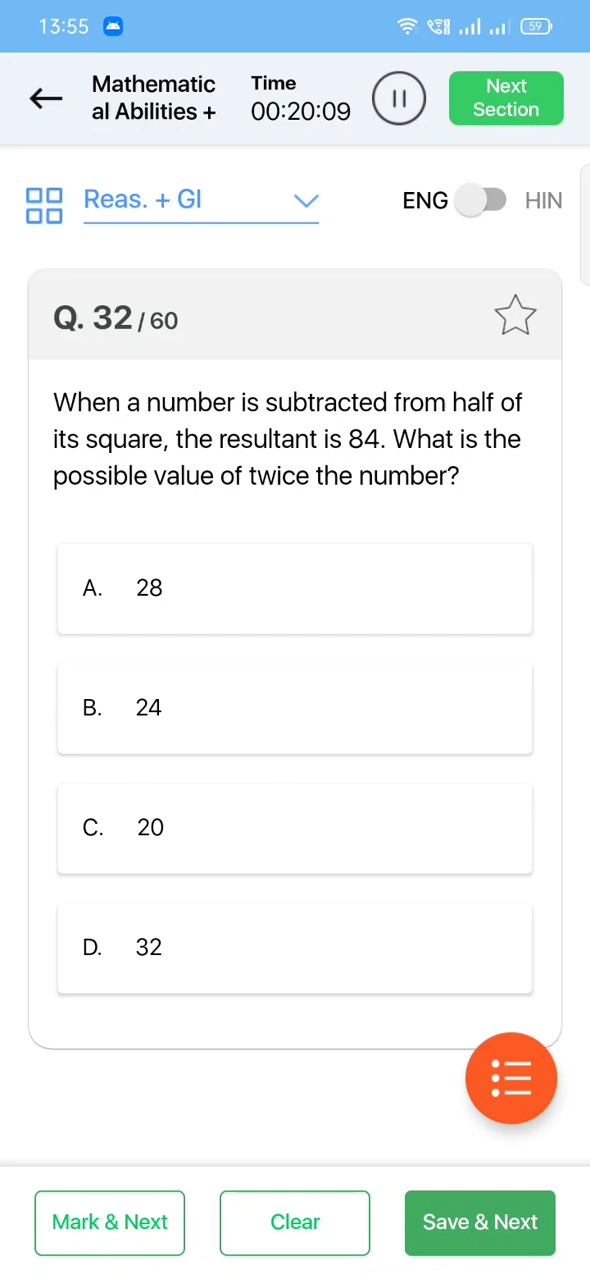 13:55
59
Mathematic
al Abilities +
Time
00:20:09
Next
Section
Reas. + GI
ENG
HIN
Q. 32 / 60
When a number is subtracted from half of
its square, the resultant is 84. What is the
possible value of twice the number?
A. 28
B. 24
C. 20
D. 32
Mark & Next
Clear
Save & Next